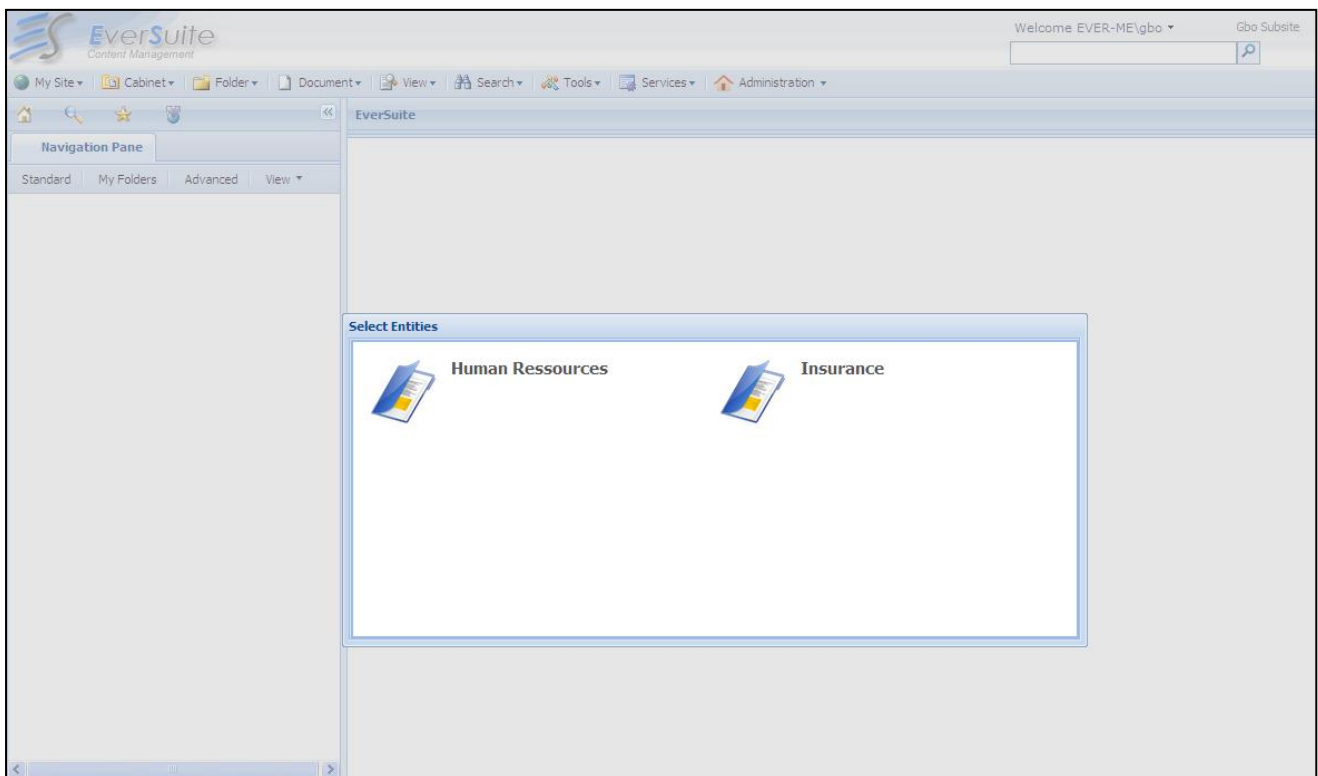 EverSuite
Content Management
Welcome EVER-ME\gbo
Gbo Subsite
My Site Cabinet Folder Document View Search Tools Services Administration
EverSuite
Navigation Pane
Standard My Folders Advanced View
Select Entities
Human Ressources Insurance